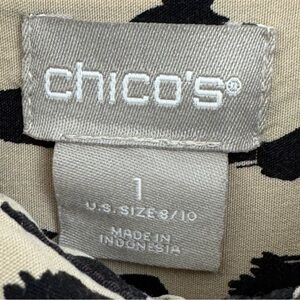 chico's®
1
U.S. SIZE 8/10
MADE IN
INDONESIA